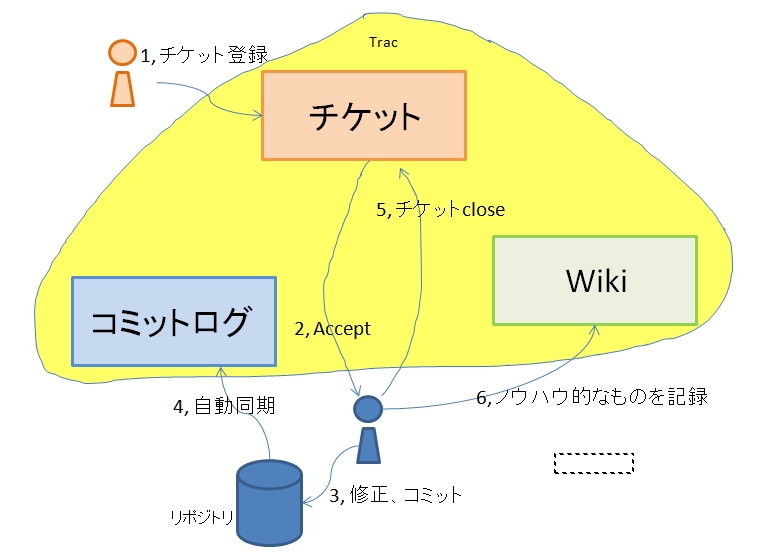 Trac
1, チケット登録
チケット
5, チケットclose
Wiki
コミットログ
2, Accept
4, 自動同期
6,ノウハウ的なものを記録
3, 修正、コミット
リポジトリ